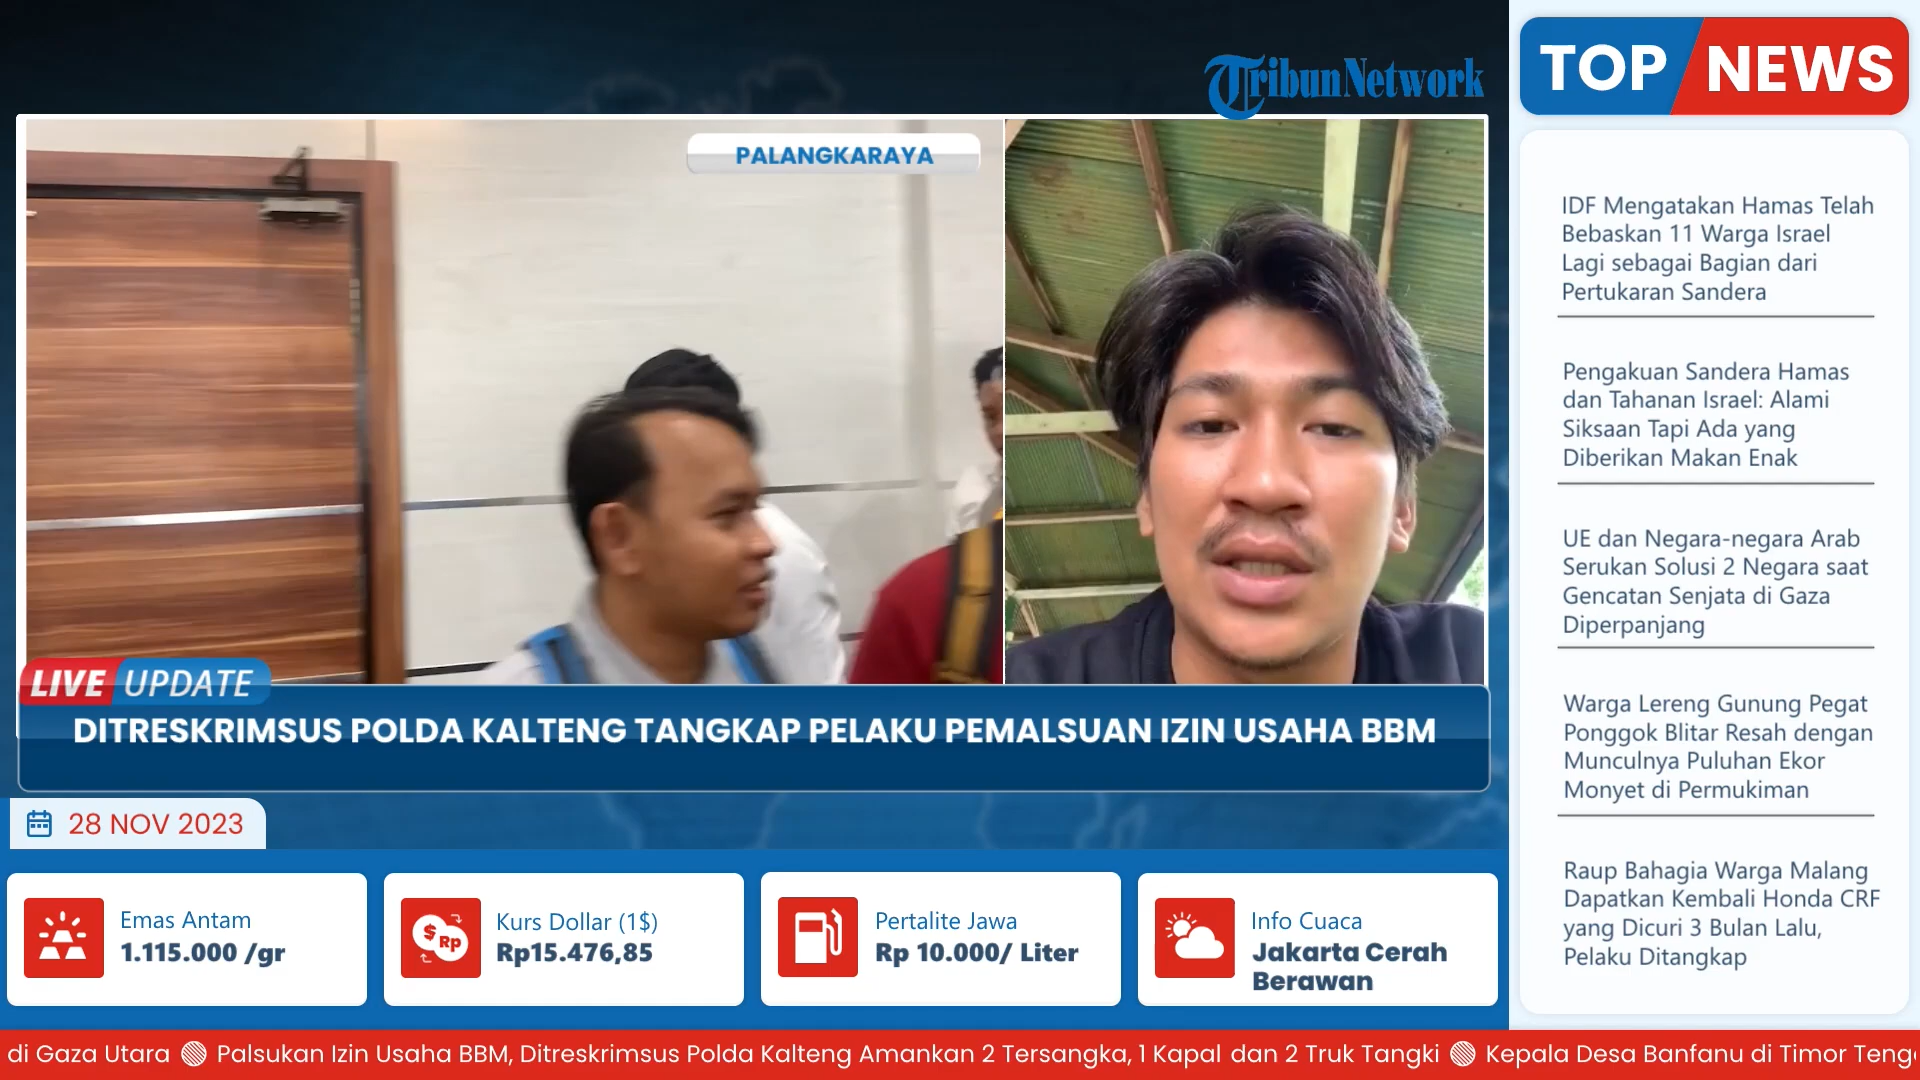 TribunNetwork
PALANGKARAYA
LIVE UPDATE
DITRESKRIMSUS POLDA KALTENG TANGKAP PELAKU PEMALSUAN IZIN USAHA BBM
28 NOV 2023
Emas Antam
1.115.000 /gr
Kurs Dollar (1$)
Rp15.476,85
Pertalite Jawa
Rp 10.000/ Liter
Info Cuaca
Jakarta Cerah
Berawan
TOP NEWS
IDF Mengatakan Hamas Telah
Bebaskan 11 Warga Israel
Lagi sebagai Bagian dari
Pertukaran Sandera
Pengakuan Sandera Hamas
dan Tahanan Israel: Alami
Siksaan Tapi Ada yang
Diberikan Makan Enak
UE dan Negara-negara Arab
Serukan Solusi 2 Negara saat
Gencatan Senjata di Gaza
Diperpanjang
Warga Lereng Gunung Pegat
Ponggok Blitar Resah dengan
Munculnya Puluhan Ekor
Monyet di Permukiman
Raup Bahagia Warga Malang
Dapatkan Kembali Honda CRF
yang Dicuri 3 Bulan Lalu,
Pelaku Ditangkap
di Gaza Utara Palsukan Izin Usaha BBM, Ditreskrimsus Polda Kalteng Amankan 2 Tersangka, 1 Kapal dan 2 Truk Tangki Kepala Desa Banfanu di Timor Teng